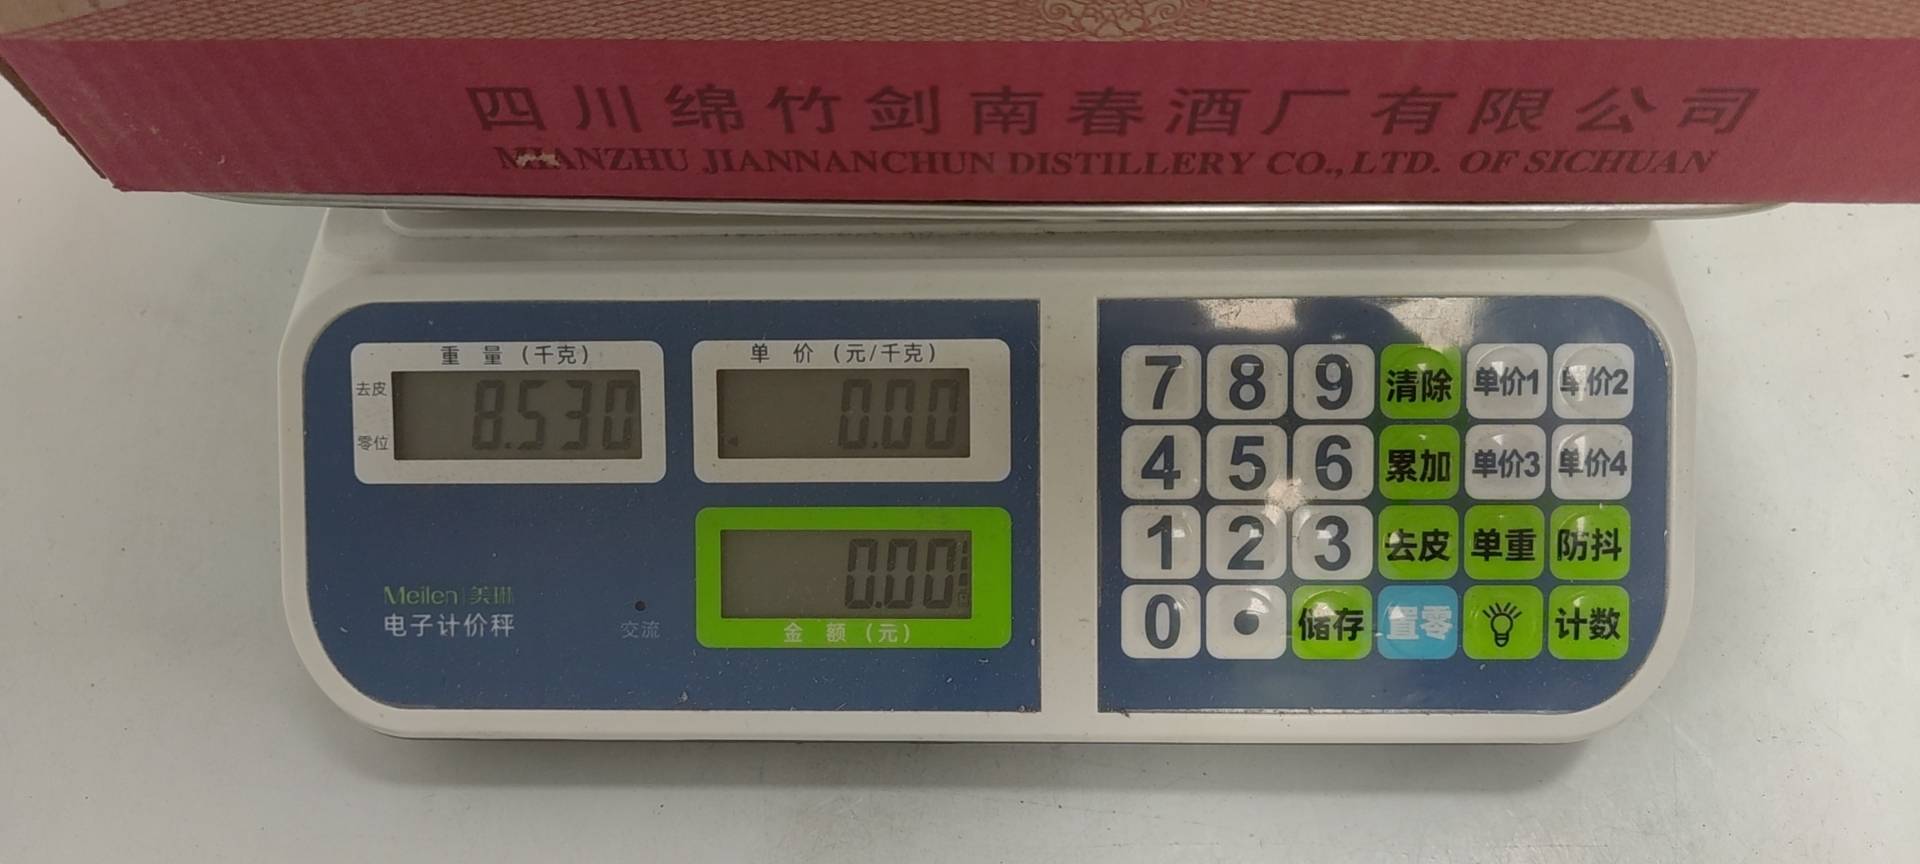 四川绵竹剑南春酒厂有限公司
MIANZHU JIANNANCHUN DISTILLERY CO.,LTD. OF SICHUAN
重量(千克)
去皮
零位
8.530
单价(元/千克)
0.00
0.00
金额(元)
Meilen|美琳
电子计价秤
交流
7 8 9 清除 单价1 单价2
4 5 6 累加 单价3 单价4
1 2 3 去皮 单重 防抖
0 . 储存 置零 计数